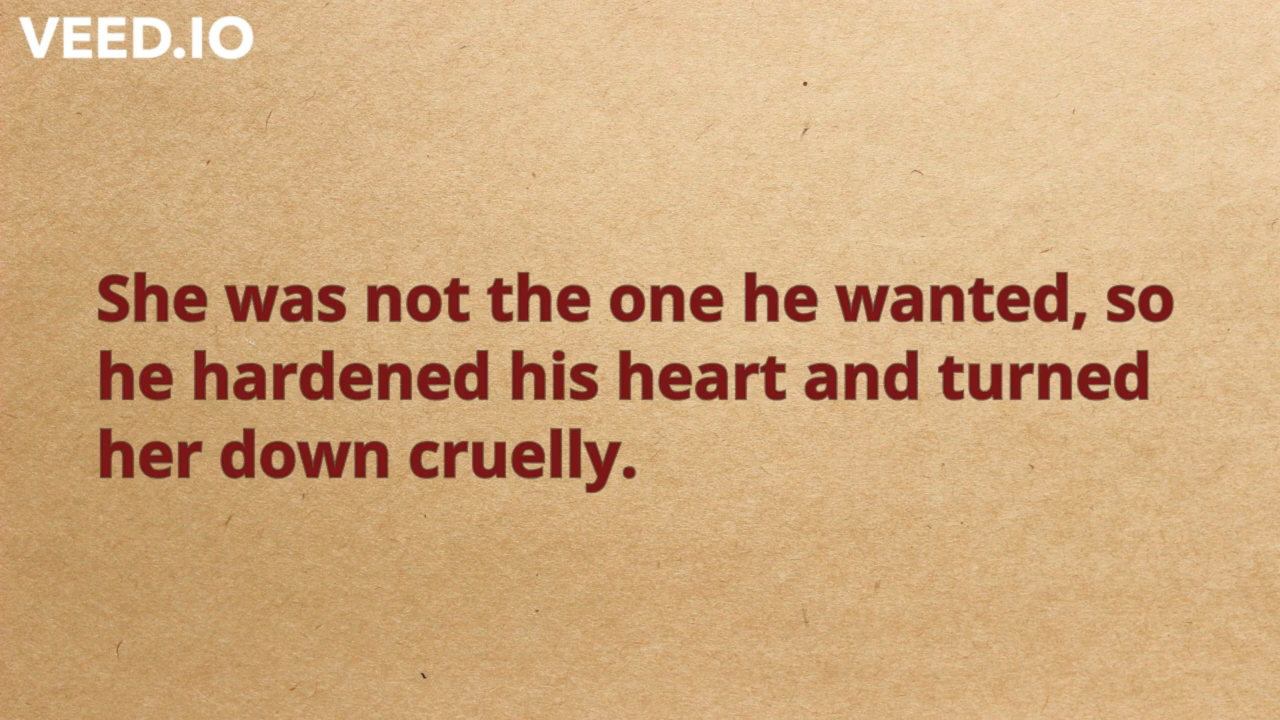 VEED.IO
She was not the one he wanted, so
he hardened his heart and turned
her down cruelly.